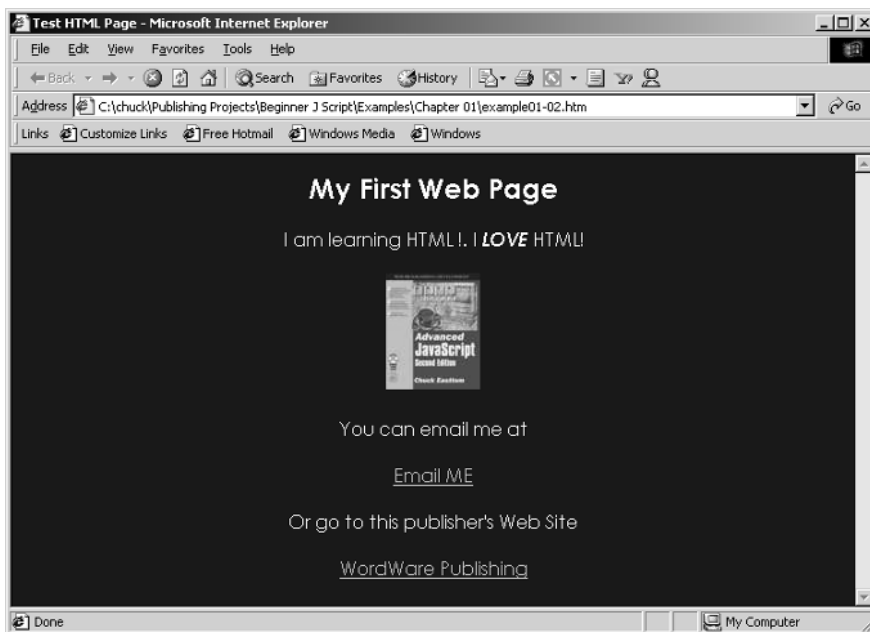 Test HTML Page - Microsoft Internet Explorer
File Edit View Favorites Tools Help
Back Search Favorites History
Address C:\chuck\Publishing Projects\Beginner J Script\Examples\Chapter 01\example01-02.htm Go
Links Customize Links Free Hotmail Windows Media Windows
My First Web Page
I am learning HTML!. I LOVE HTML!
Advanced
JavaScript
Second Edition
Chuck Easttom
You can email me at
Email ME
Or go to this publisher's Web Site
WordWare Publishing
Done My Computer